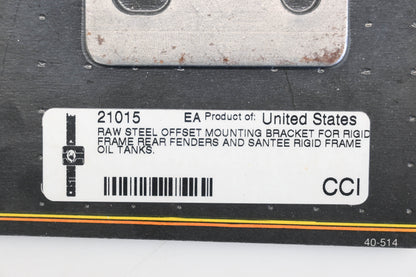 21015 EA Product of: United States
RAW STEEL OFFSET MOUNTING BRACKET FOR RIGID
FRAME REAR FENDERS AND SANTEE RIGID FRAME
OIL TANKS.
CCI
40-514